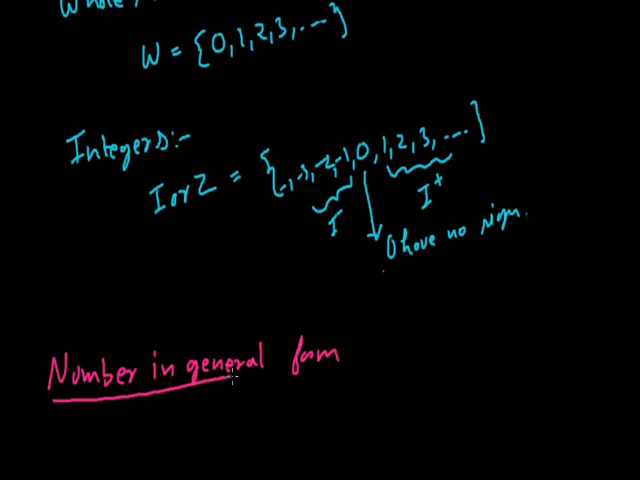 Whole
W = {0,1,2,3,....}
Integers:-
I or Z = {..,-3,-2,-1,0,1,2,3,....}
I⁻ I⁺
0 have no sign.
Number in general form